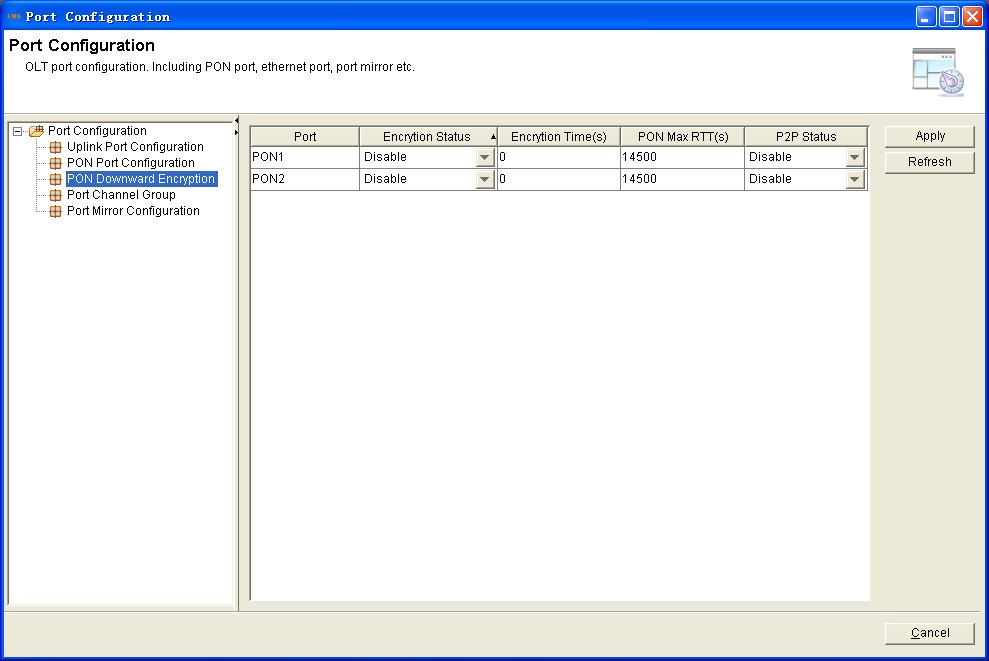 EMS Port Configuration
Port Configuration
OLT port configuration. Including PON port, ethernet port, port mirror etc.
Port Configuration
Uplink Port Configuration
PON Port Configuration
PON Downward Encryption
Port Channel Group
Port Mirror Configuration
Port Encrytion Status Encrytion Time(s) PON Max RTT(s) P2P Status
PON1 Disable 0 14500 Disable
PON2 Disable 0 14500 Disable
Apply
Refresh
Cancel